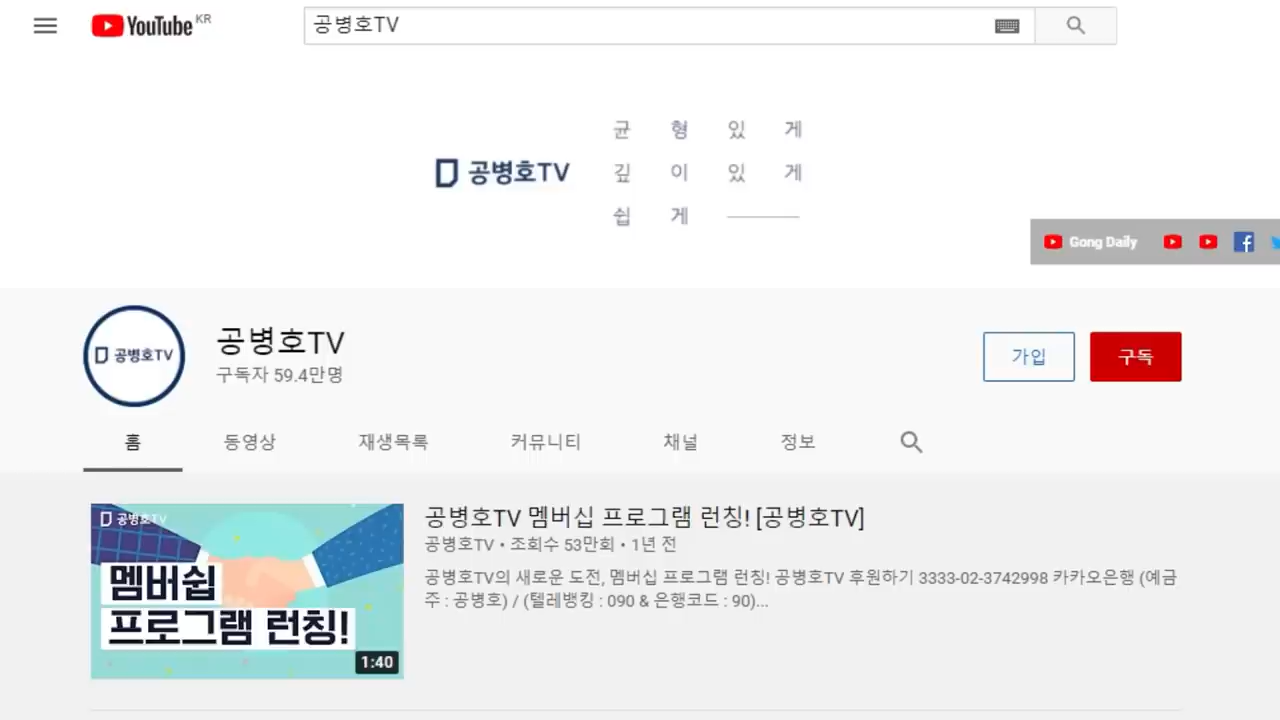 YouTube KR
공병호TV
균 형 있 게
공병호TV
깊 이 있 게
쉽 게
Gong Daily
공병호TV
공병호TV
구독자 59.4만명
가입
구독
홈 동영상 재생목록 커뮤니티 채널 정보
공병호TV
멤버쉽
프로그램 런칭!
1:40
공병호TV 멤버십 프로그램 런칭! [공병호TV]
공병호TV • 조회수 53만회 • 1년 전
공병호TV의 새로운 도전, 멤버십 프로그램 런칭! 공병호TV 후원하기 3333-02-3742998 카카오은행 (예금
주 : 공병호) / (텔레뱅킹 : 090 & 은행코드 : 90)...